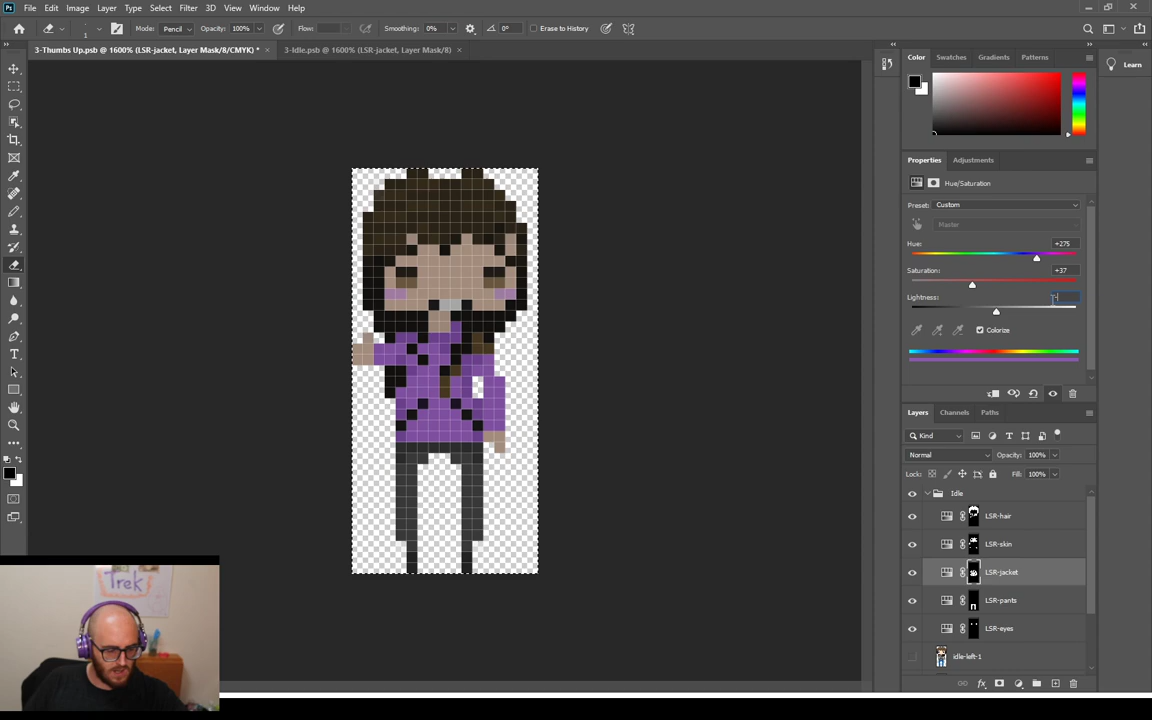 File Edit Image Layer Type Select Filter 3D View Window Help
1 Mode: Pencil Opacity: 100% Flow: Smoothing: 0% 0° Erase to History
3-Thumbs Up.psb @ 1600% (LSR-jacket, Layer Mask/8/CMYK) * × 3-Idle.psb @ 1600% (LSR-jacket, Layer Mask/8) ×
Color Swatches Gradients Patterns
Learn
Properties Adjustments
Hue/Saturation
Preset: Custom
Master
Hue: +275
Saturation: +37
Lightness: -
Colorize
Layers Channels Paths
Kind
Normal Opacity: 100%
Lock: Fill: 100%
Idle
LSR-hair
LSR-skin
LSR-jacket
LSR-pants
LSR-eyes
idle-left-1
Trek